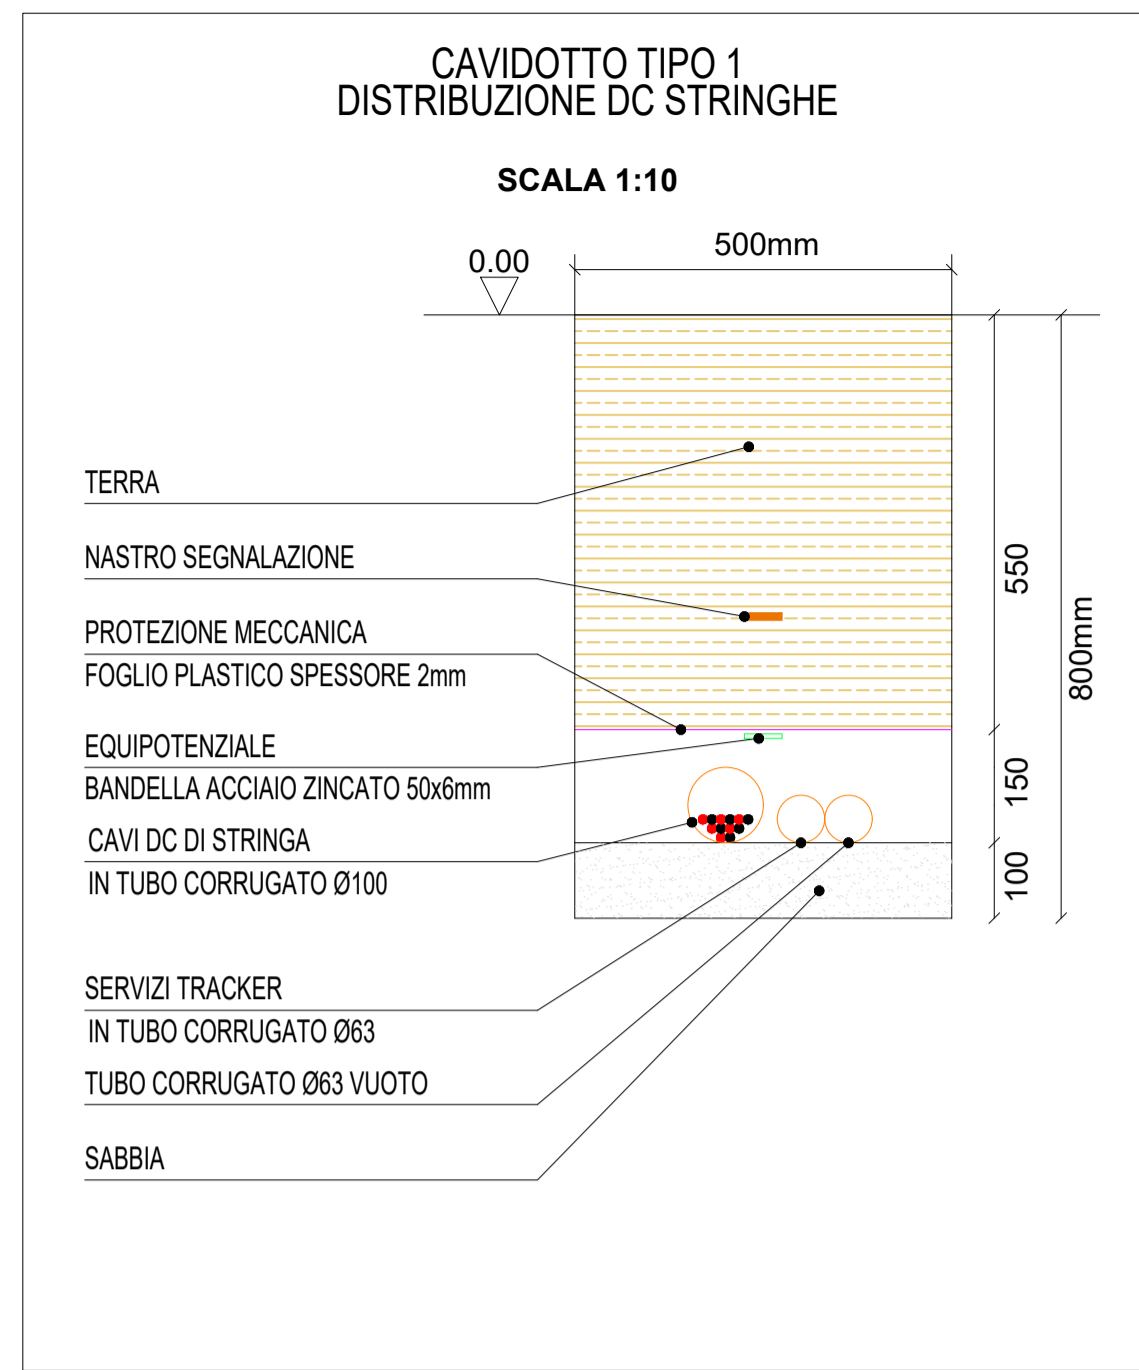 CAVIDOTTO TIPO 1
DISTRIBUZIONE DC STRINGHE
SCALA 1:10
500mm
0.00
TERRA
NASTRO SEGNALAZIONE
PROTEZIONE MECCANICA
FOGLIO PLASTICO SPESSORE 2mm
EQUIPOTENZIALE
BANDELLA ACCIAIO ZINCATO 50x6mm
CAVI DC DI STRINGA
IN TUBO CORRUGATO Ø100
SERVIZI TRACKER
IN TUBO CORRUGATO Ø63
TUBO CORRUGATO Ø63 VUOTO
SABBIA
550
150
100
800mm